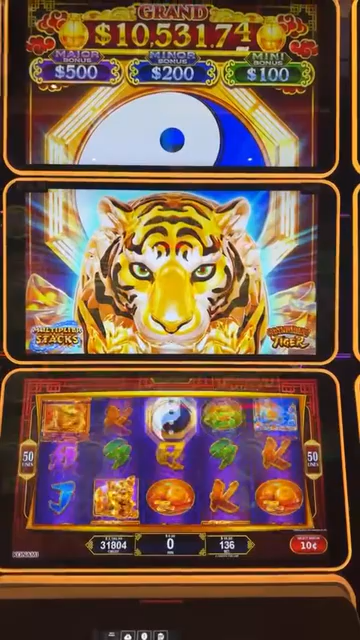 GRAND
$10,531.74
MAJOR
BONUS
$500
MINOR
BONUS
$200
MINI
BONUS
$100
MULTIPLIER
STACKS
TIGER
50
LINES
50
LINES
KONAMI
31804
0
136
10¢